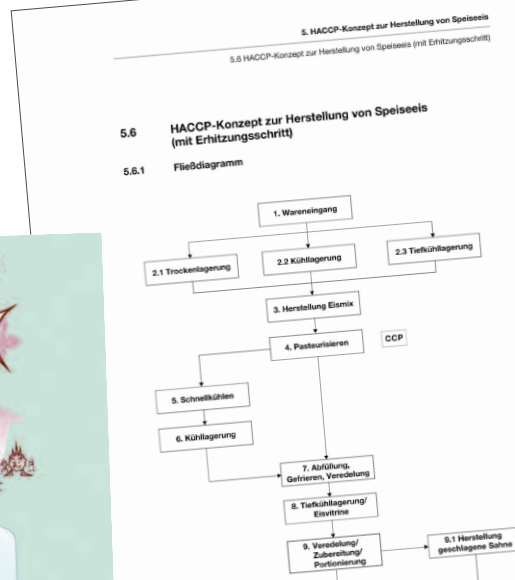 5. HACCP-Konzept zur Herstellung von Speiseeis
5.6 HACCP-Konzept zur Herstellung von Speiseeis (mit Erhitzungsschritt)
5.6 HACCP-Konzept zur Herstellung von Speiseeis
(mit Erhitzungsschritt)
5.6.1 Fließdiagramm
1. Wareneingang
2.1 Trockenlagerung
2.2 Kühllagerung
2.3 Tiefkühllagerung
3. Herstellung Eismix
4. Pasteurisieren
CCP
5. Schnellkühlen
6. Kühllagerung
7. Abfüllung,
Gefrieren, Veredelung
8. Tiefkühllagerung/
Eisvitrine
9. Veredelung/
Zubereitung/
Portionierung
9.1 Herstellung
geschlagene Sahne